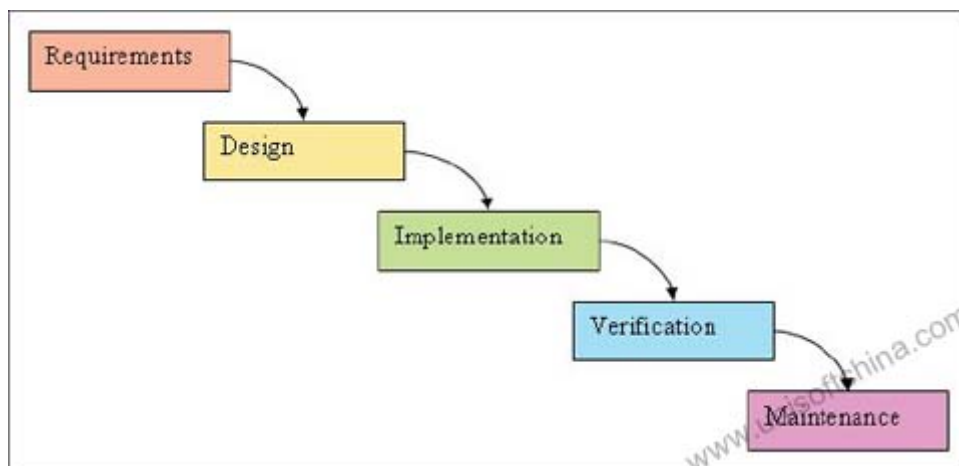 Requirements
Design
Implementation
Verification
Maintenance